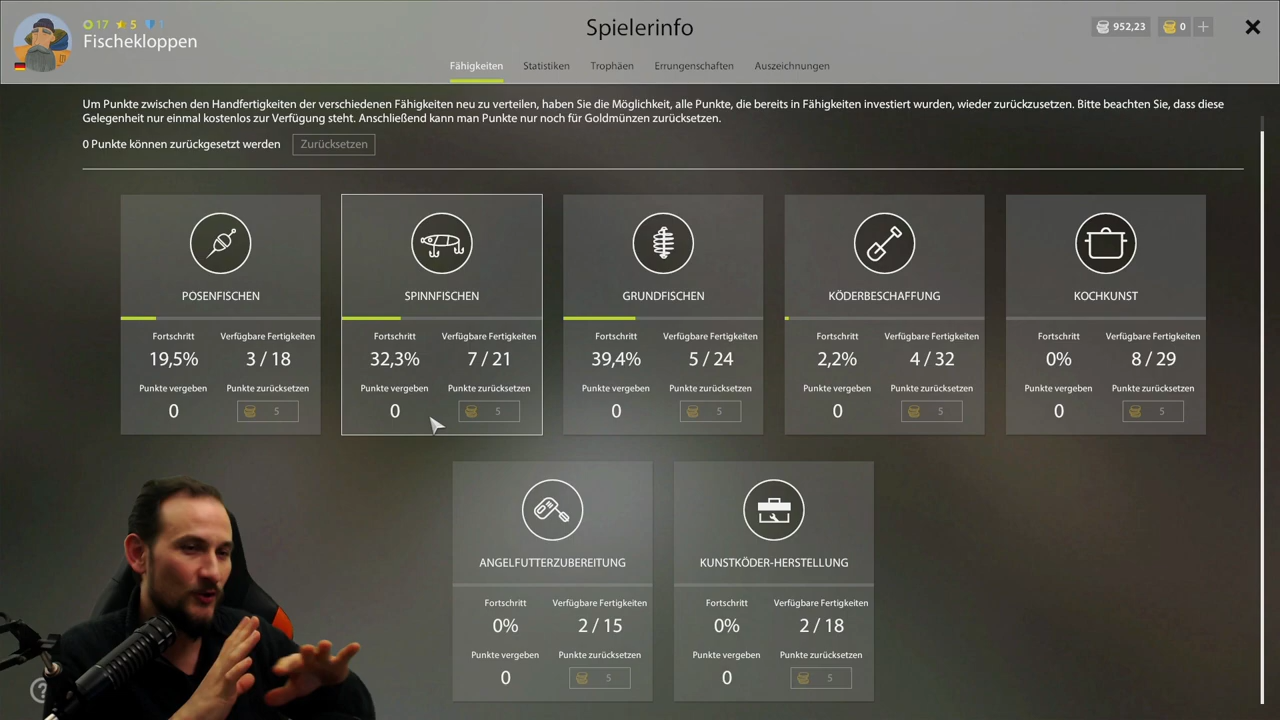 17 5 1
Fischekloppen
Spielerinfo
952,23 0
Fähigkeiten Statistiken Trophäen Errungenschaften Auszeichnungen
Um Punkte zwischen den Handfertigkeiten der verschiedenen Fähigkeiten neu zu verteilen, haben Sie die Möglichkeit, alle Punkte, die bereits in Fähigkeiten investiert wurden, wieder zurückzusetzen. Bitte beachten Sie, dass diese
Gelegenheit nur einmal kostenlos zur Verfügung steht. Anschließend kann man Punkte nur noch für Goldmünzen zurücksetzen.
0 Punkte können zurückgesetzt werden Zurücksetzen
POSENFISCHEN
Fortschritt Verfügbare Fertigkeiten
19,5% 3 / 18
Punkte vergeben Punkte zurücksetzen
0 5
SPINNFISCHEN
Fortschritt Verfügbare Fertigkeiten
32,3% 7 / 21
Punkte vergeben Punkte zurücksetzen
0 5
GRUNDFISCHEN
Fortschritt Verfügbare Fertigkeiten
39,4% 5 / 24
Punkte vergeben Punkte zurücksetzen
0 5
KÖDERBESCHAFFUNG
Fortschritt Verfügbare Fertigkeiten
2,2% 4 / 32
Punkte vergeben Punkte zurücksetzen
0 5
KOCHKUNST
Fortschritt Verfügbare Fertigkeiten
0% 8 / 29
Punkte vergeben Punkte zurücksetzen
0 5
ANGELFUTTERZUBEREITUNG
Fortschritt Verfügbare Fertigkeiten
0% 2 / 15
Punkte vergeben Punkte zurücksetzen
0 5
KUNSTKÖDER-HERSTELLUNG
Fortschritt Verfügbare Fertigkeiten
0% 2 / 18
Punkte vergeben Punkte zurücksetzen
0 5